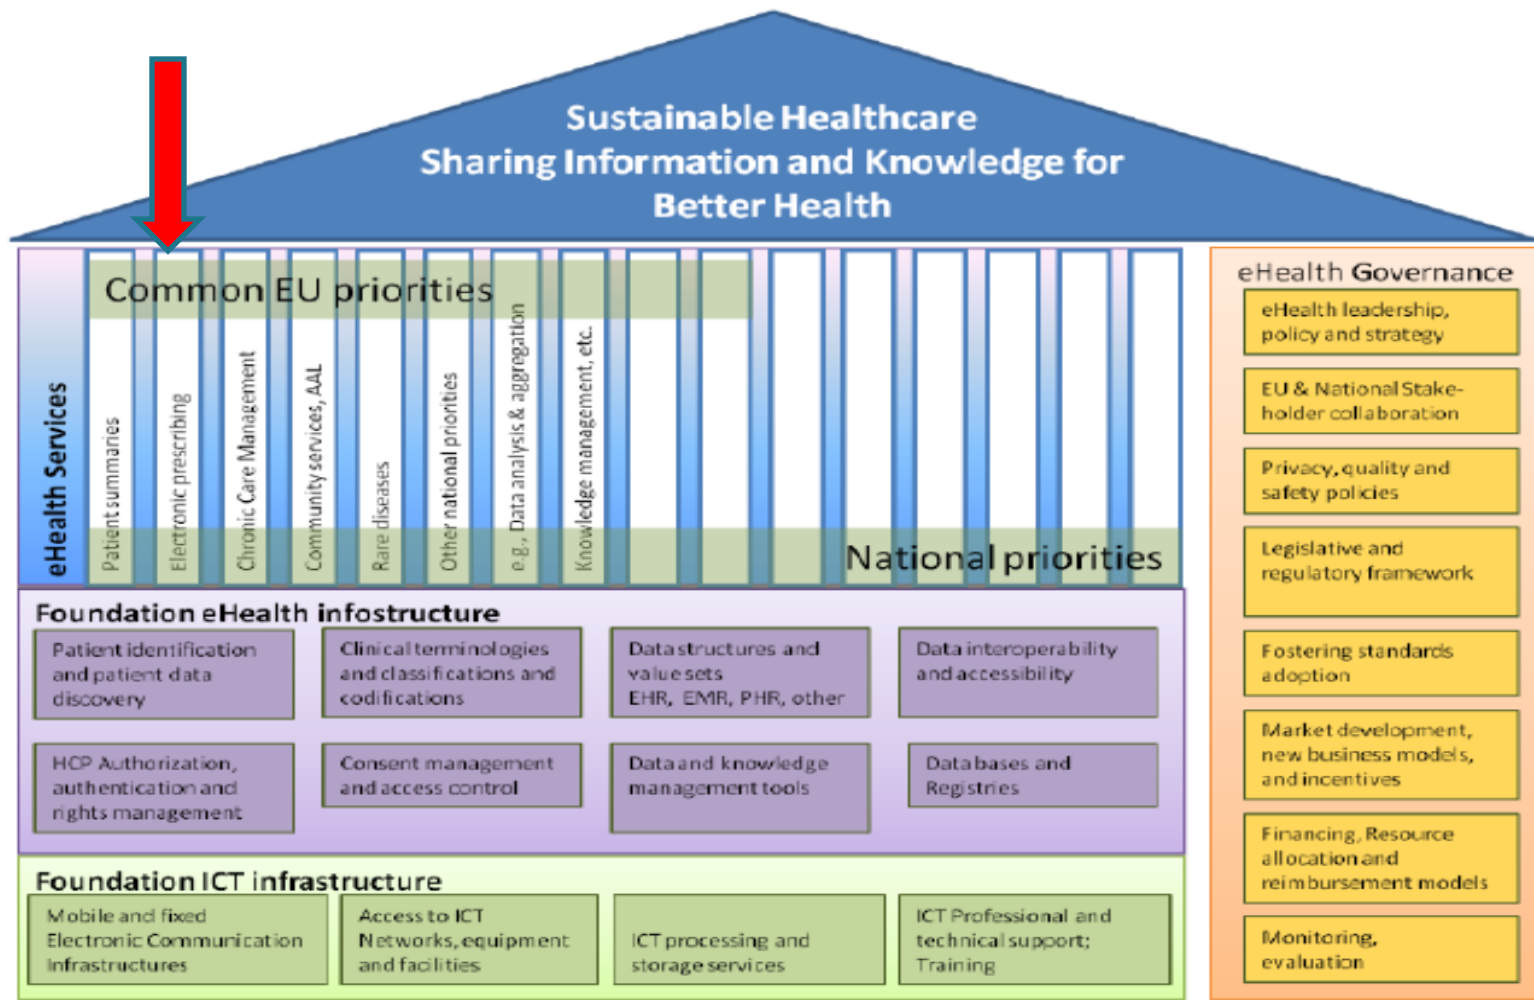 Sustainable Healthcare
Sharing Information and Knowledge for
Better Health
eHealth Services
Common EU priorities
Patient summaries
Electronic prescribing
Chronic Care Management
Community services, AAL
Rare diseases
Other national priorities
e.g., Data analysis & aggregation
Knowledge management, etc.
National priorities
Foundation eHealth infostructure
Patient identification
and patient data
discovery
Clinical terminologies
and classifications and
codifications
Data structures and
value sets
EHR, EMR, PHR, other
Data interoperability
and accessibility
HCP Authorization,
authentication and
rights management
Consent management
and access control
Data and knowledge
management tools
Data bases and
Registries
Foundation ICT infrastructure
Mobile and fixed
Electronic Communication
Infrastructures
Access to ICT
Networks, equipment
and facilities
ICT processing and
storage services
ICT Professional and
technical support;
Training
eHealth Governance
eHealth leadership,
policy and strategy
EU & National Stake-
holder collaboration
Privacy, quality and
safety policies
Legislative and
regulatory framework
Fostering standards
adoption
Market development,
new business models,
and incentives
Financing, Resource
allocation and
reimbursement models
Monitoring,
evaluation